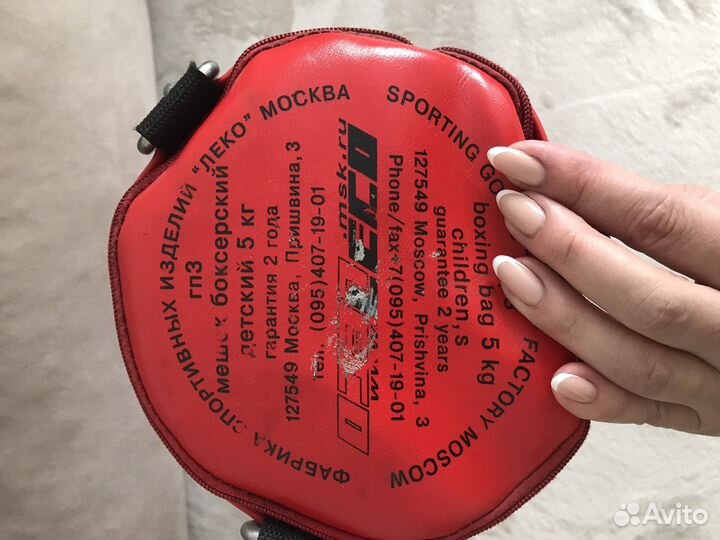 ФАБРИКА СПОРТИВНЫХ ИЗДЕЛИЙ "ЛЕКО" МОСКВА
гп3
мешок боксерский
детский 5 кг
гарантия 2 года
127549 Москва, Пришвина, 3
тел. (095)407-19-01
.msk.ru
SPORTING FACTORY MOSCOW
boxing bag 5 kg
children,s
guarantee 2 years
127549 Moscow, Prishvina, 3
Phone/fax+7(095)407-19-01
Avito